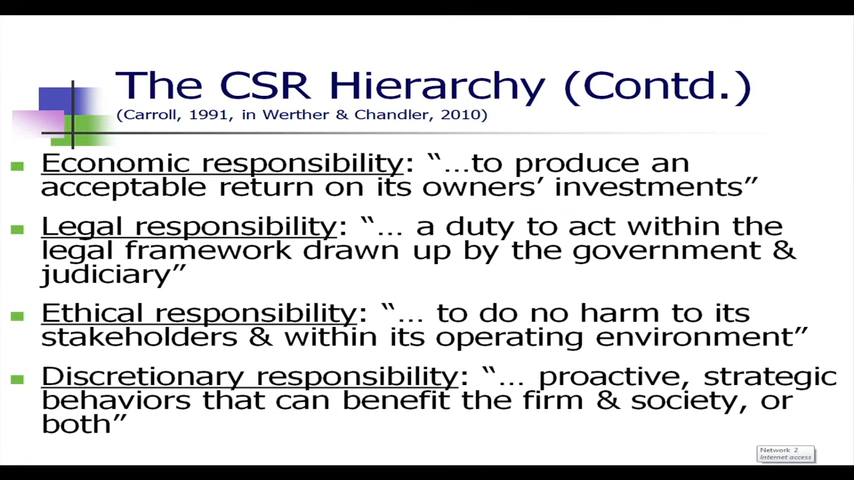 The CSR Hierarchy (Contd.)
(Carroll, 1991, in Werther & Chandler, 2010)
Economic responsibility: “…to produce an
acceptable return on its owners’ investments”
Legal responsibility: “… a duty to act within the
legal framework drawn up by the government &
judiciary”
Ethical responsibility: “… to do no harm to its
stakeholders & within its operating environment”
Discretionary responsibility: “… proactive, strategic
behaviors that can benefit the firm & society, or
both”
Network 2
Internet access